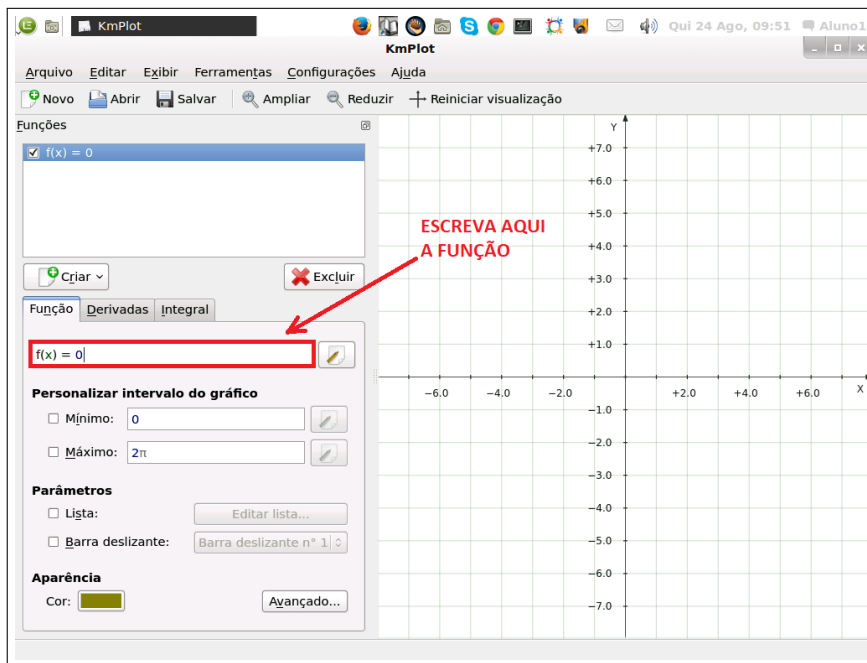 KmPlot
Qui 24 Ago, 09:51 Aluno1
KmPlot
Arquivo Editar Exibir Ferramentas Configurações Ajuda
Novo Abrir Salvar Ampliar Reduzir Reiniciar visualização
Funções
f(x) = 0
Criar Excluir
Função Derivadas Integral
f(x) = 0
Personalizar intervalo do gráfico
Mínimo: 0
Máximo: 2π
Parâmetros
Lista: Editar lista...
Barra deslizante: Barra deslizante n° 1
Aparência
Cor: Avançado...
ESCREVA AQUI
A FUNÇÃO
Y
+7.0
+6.0
+5.0
+4.0
+3.0
+2.0
+1.0
-6.0 -4.0 -2.0 +2.0 +4.0 +6.0 X
-1.0
-2.0
-3.0
-4.0
-5.0
-6.0
-7.0